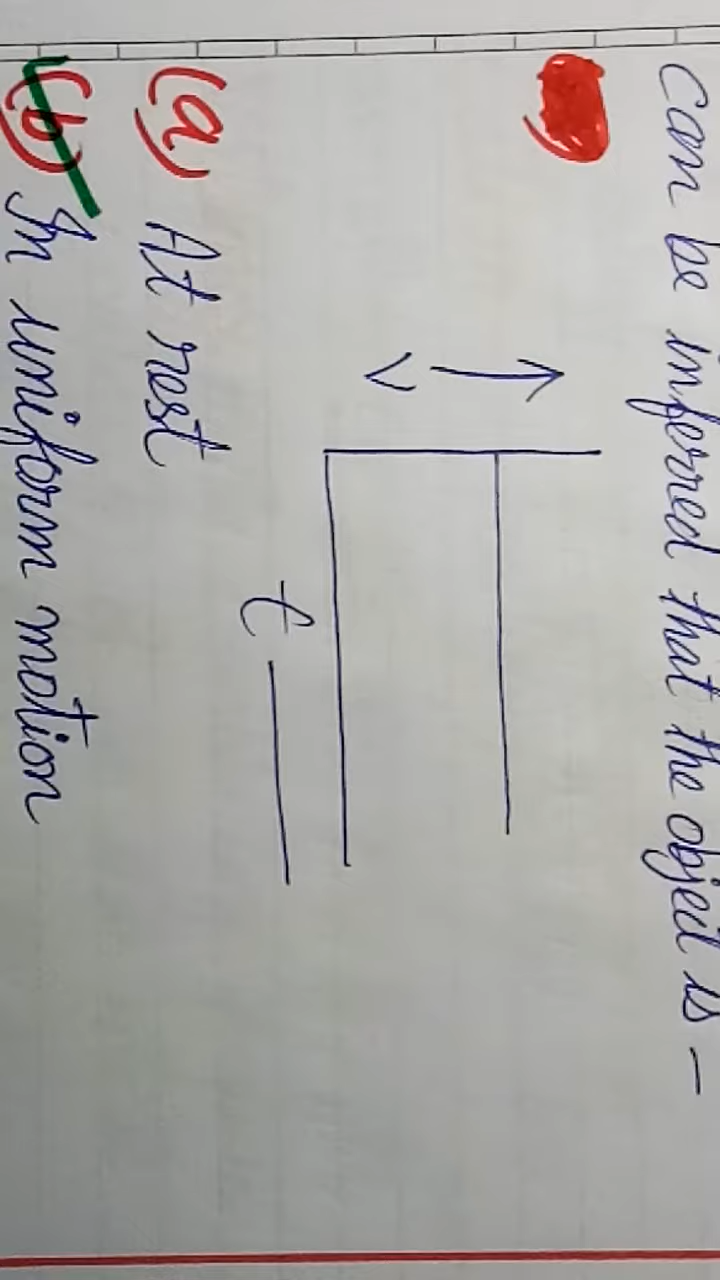 can be inferred that the object is -
v
t
(a) At rest
(b) In uniform motion